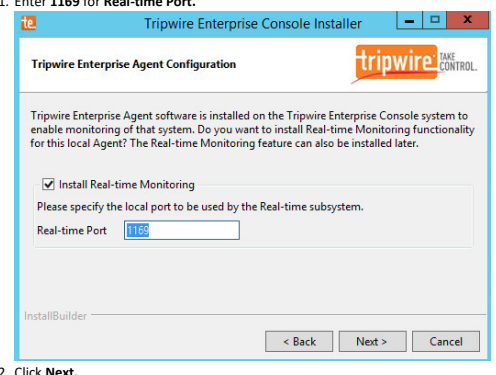 1. Enter 1169 for Real-time Port.
te
Tripwire Enterprise Console Installer
Tripwire Enterprise Agent Configuration
tripwire TAKE CONTROL.
Tripwire Enterprise Agent software is installed on the Tripwire Enterprise Console system to
enable monitoring of that system. Do you want to install Real-time Monitoring functionality
for this local Agent? The Real-time Monitoring feature can also be installed later.
Install Real-time Monitoring
Please specify the local port to be used by the Real-time subsystem.
Real-time Port 1169
InstallBuilder
< Back Next > Cancel
2. Click Next.